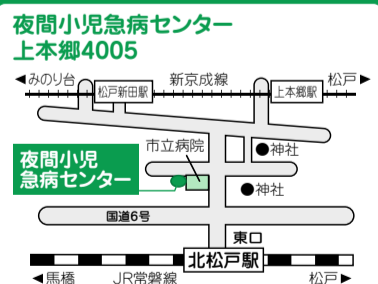 夜間小児急病センター
上本郷4005
◀みのり台
新京成線
松戸▶
松戸新田駅
上本郷駅
市立病院
●神社
夜間小児
急病センター
●神社
国道6号
東口
北松戸駅
◀馬橋
JR常磐線
松戸▶